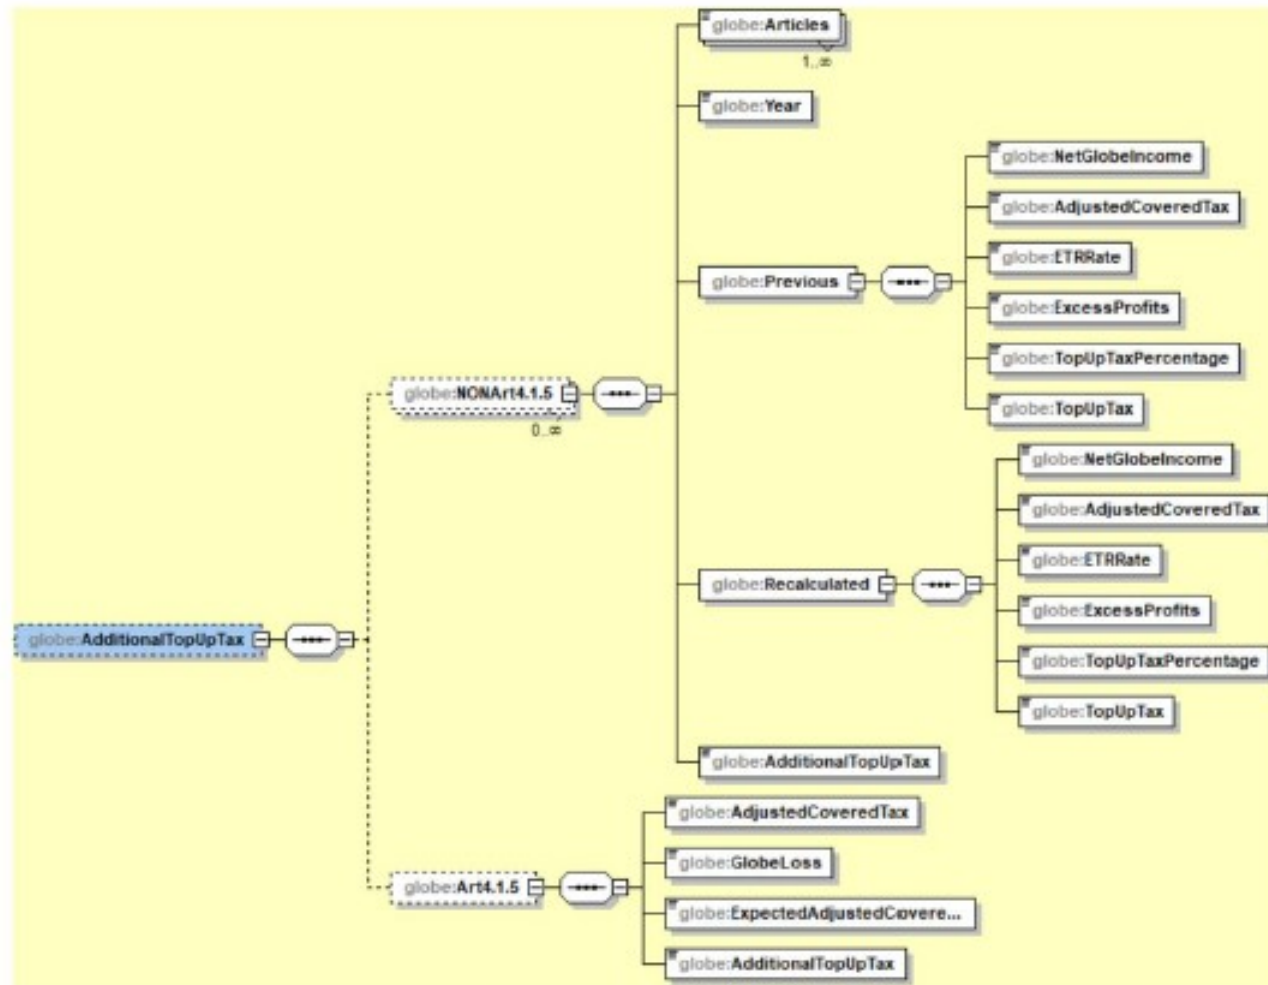 globe:Articles
1..∞
globe:Year
globe:NetGlobeIncome
globe:AdjustedCoveredTax
globe:ETRRate
globe:Previous
globe:ExcessProfits
globe:TopUpTaxPercentage
globe:NONArt4.1.5
globe:TopUpTax
0..∞
globe:NetGlobeIncome
globe:AdjustedCoveredTax
globe:ETRRate
globe:Recalculated
globe:ExcessProfits
globe:AdditionalTopUpTax
globe:TopUpTaxPercentage
globe:TopUpTax
globe:AdditionalTopUpTax
globe:AdjustedCoveredTax
globe:GlobeLoss
globe:Art4.1.5
globe:ExpectedAdjustedCovere...
globe:AdditionalTopUpTax